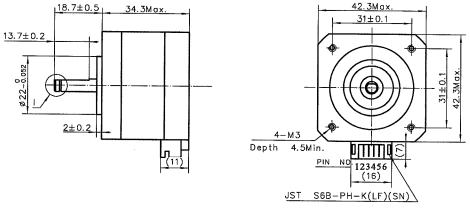 18.7±0.5
34.3Max.
13.7±0.2
Ø22-0.052
0
I
2±0.2
(11)
42.3Max.
31±0.1
31±0.1
42.3Max.
4-M3
Depth 4.5Min.
PIN NO
123456
(7)
(16)
JST S6B-PH-K(LF)(SN)